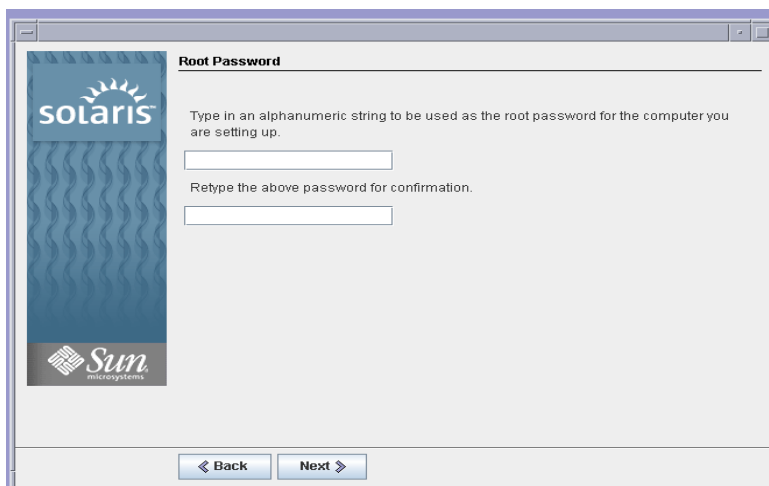 Root Password
solaris™
Type in an alphanumeric string to be used as the root password for the computer you
are setting up.
Retype the above password for confirmation.
Sun
microsystems
Back
Next